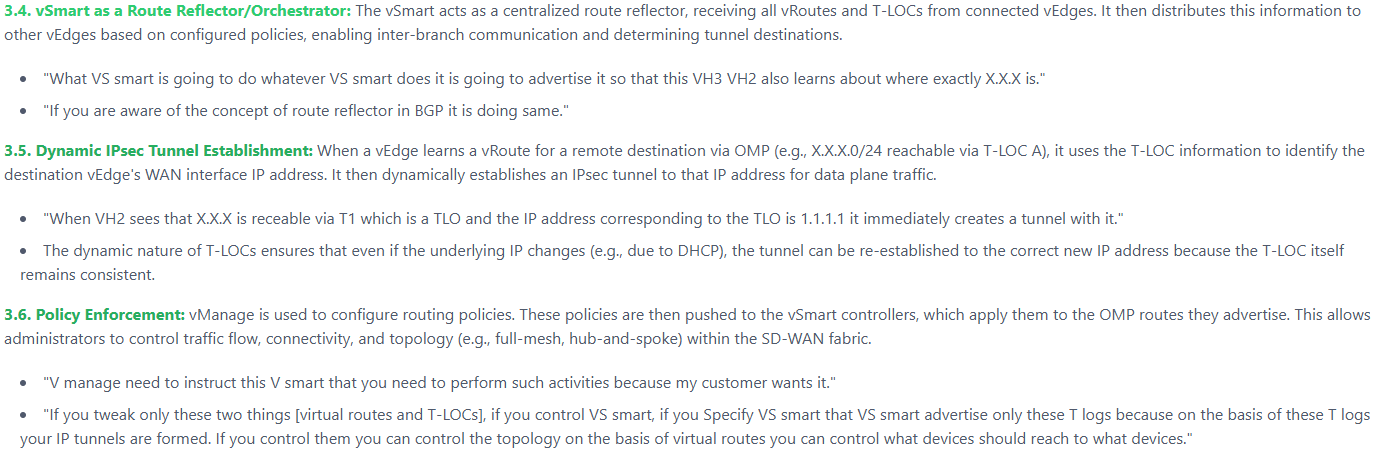 3.4. vSmart as a Route Reflector/Orchestrator: The vSmart acts as a centralized route reflector, receiving all vRoutes and T-LOCs from connected vEdges. It then distributes this information to
other vEdges based on configured policies, enabling inter-branch communication and determining tunnel destinations.
• "What VS smart is going to do whatever VS smart does it is going to advertise it so that this VH3 VH2 also learns about where exactly X.X.X is."
• "If you are aware of the concept of route reflector in BGP it is doing same."
3.5. Dynamic IPsec Tunnel Establishment: When a vEdge learns a vRoute for a remote destination via OMP (e.g., X.X.X.0/24 reachable via T-LOC A), it uses the T-LOC information to identify the
destination vEdge's WAN interface IP address. It then dynamically establishes an IPsec tunnel to that IP address for data plane traffic.
• "When VH2 sees that X.X.X is receable via T1 which is a TLO and the IP address corresponding to the TLO is 1.1.1.1 it immediately creates a tunnel with it."
• The dynamic nature of T-LOCs ensures that even if the underlying IP changes (e.g., due to DHCP), the tunnel can be re-established to the correct new IP address because the T-LOC itself
remains consistent.
3.6. Policy Enforcement: vManage is used to configure routing policies. These policies are then pushed to the vSmart controllers, which apply them to the OMP routes they advertise. This allows
administrators to control traffic flow, connectivity, and topology (e.g., full-mesh, hub-and-spoke) within the SD-WAN fabric.
• "V manage need to instruct this V smart that you need to perform such activities because my customer wants it."
• "If you tweak only these two things [virtual routes and T-LOCs], if you control VS smart, if you Specify VS smart that VS smart advertise only these T logs because on the basis of these T logs
your IP tunnels are formed. If you control them you can control the topology on the basis of virtual routes you can control what devices should reach to what devices."